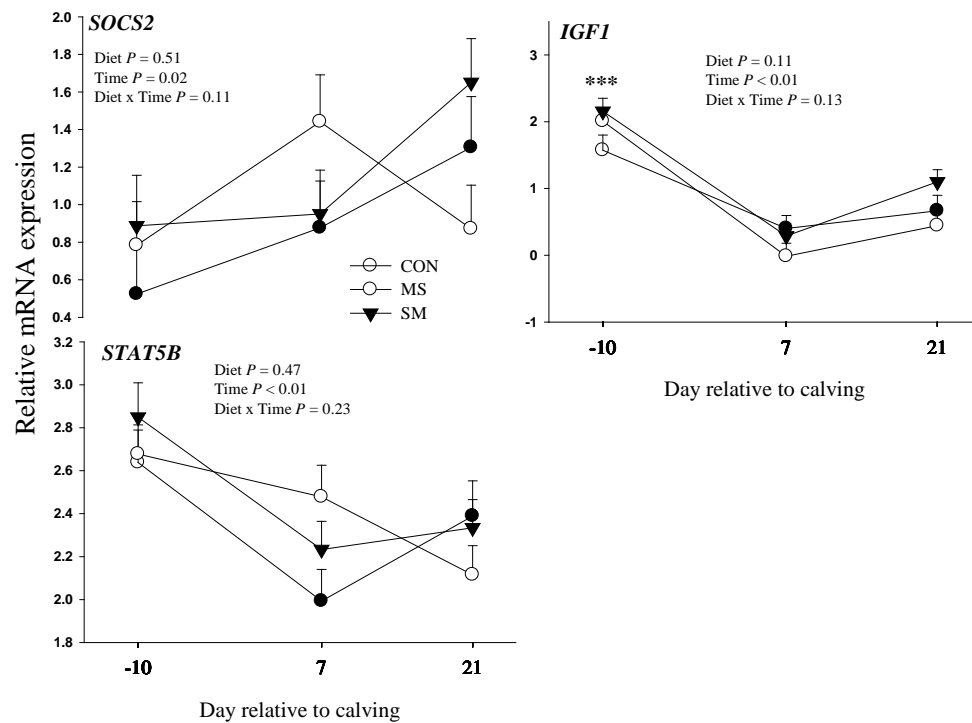 Relative mRNA expression
SOCS2
Diet P = 0.51
Time P = 0.02
Diet x Time P = 0.11
2.0
1.8
1.6
1.4
1.2
1.0
0.8
0.6
0.4
CON
MS
SM
IGF1
Diet P = 0.11
Time P < 0.01
Diet x Time P = 0.13
***
3
2
1
0
-1
-10 7 21
Day relative to calving
STAT5B
Diet P = 0.47
Time P < 0.01
Diet x Time P = 0.23
3.2
3.0
2.8
2.6
2.4
2.2
2.0
1.8
-10 7 21
Day relative to calving